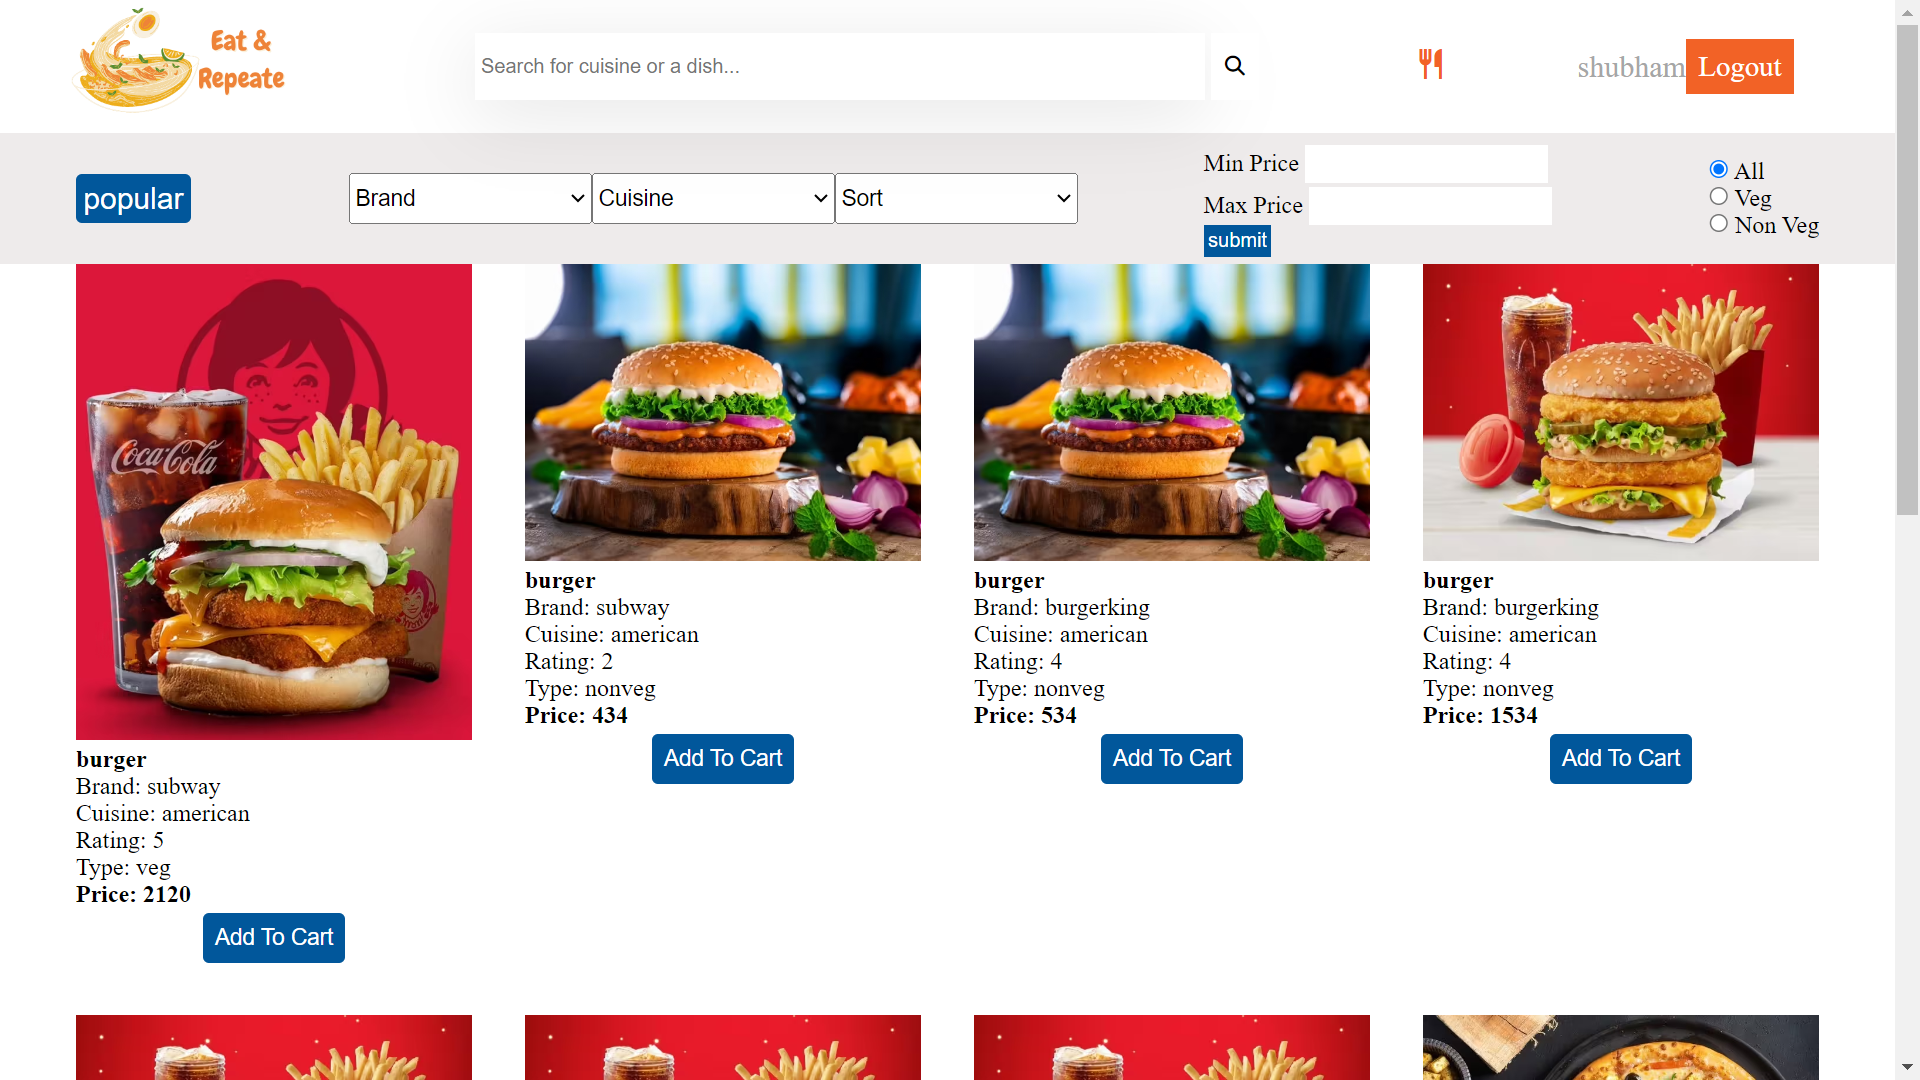 Eat &
Repeate
Search for cuisine or a dish...
shubham
Logout
popular
Brand
Cuisine
Sort
Min Price
Max Price
submit
All
Veg
Non Veg
Coca-Cola
burger
Brand: subway
Cuisine: american
Rating: 5
Type: veg
Price: 2120
Add To Cart
burger
Brand: subway
Cuisine: american
Rating: 2
Type: nonveg
Price: 434
Add To Cart
burger
Brand: burgerking
Cuisine: american
Rating: 4
Type: nonveg
Price: 534
Add To Cart
burger
Brand: burgerking
Cuisine: american
Rating: 4
Type: nonveg
Price: 1534
Add To Cart